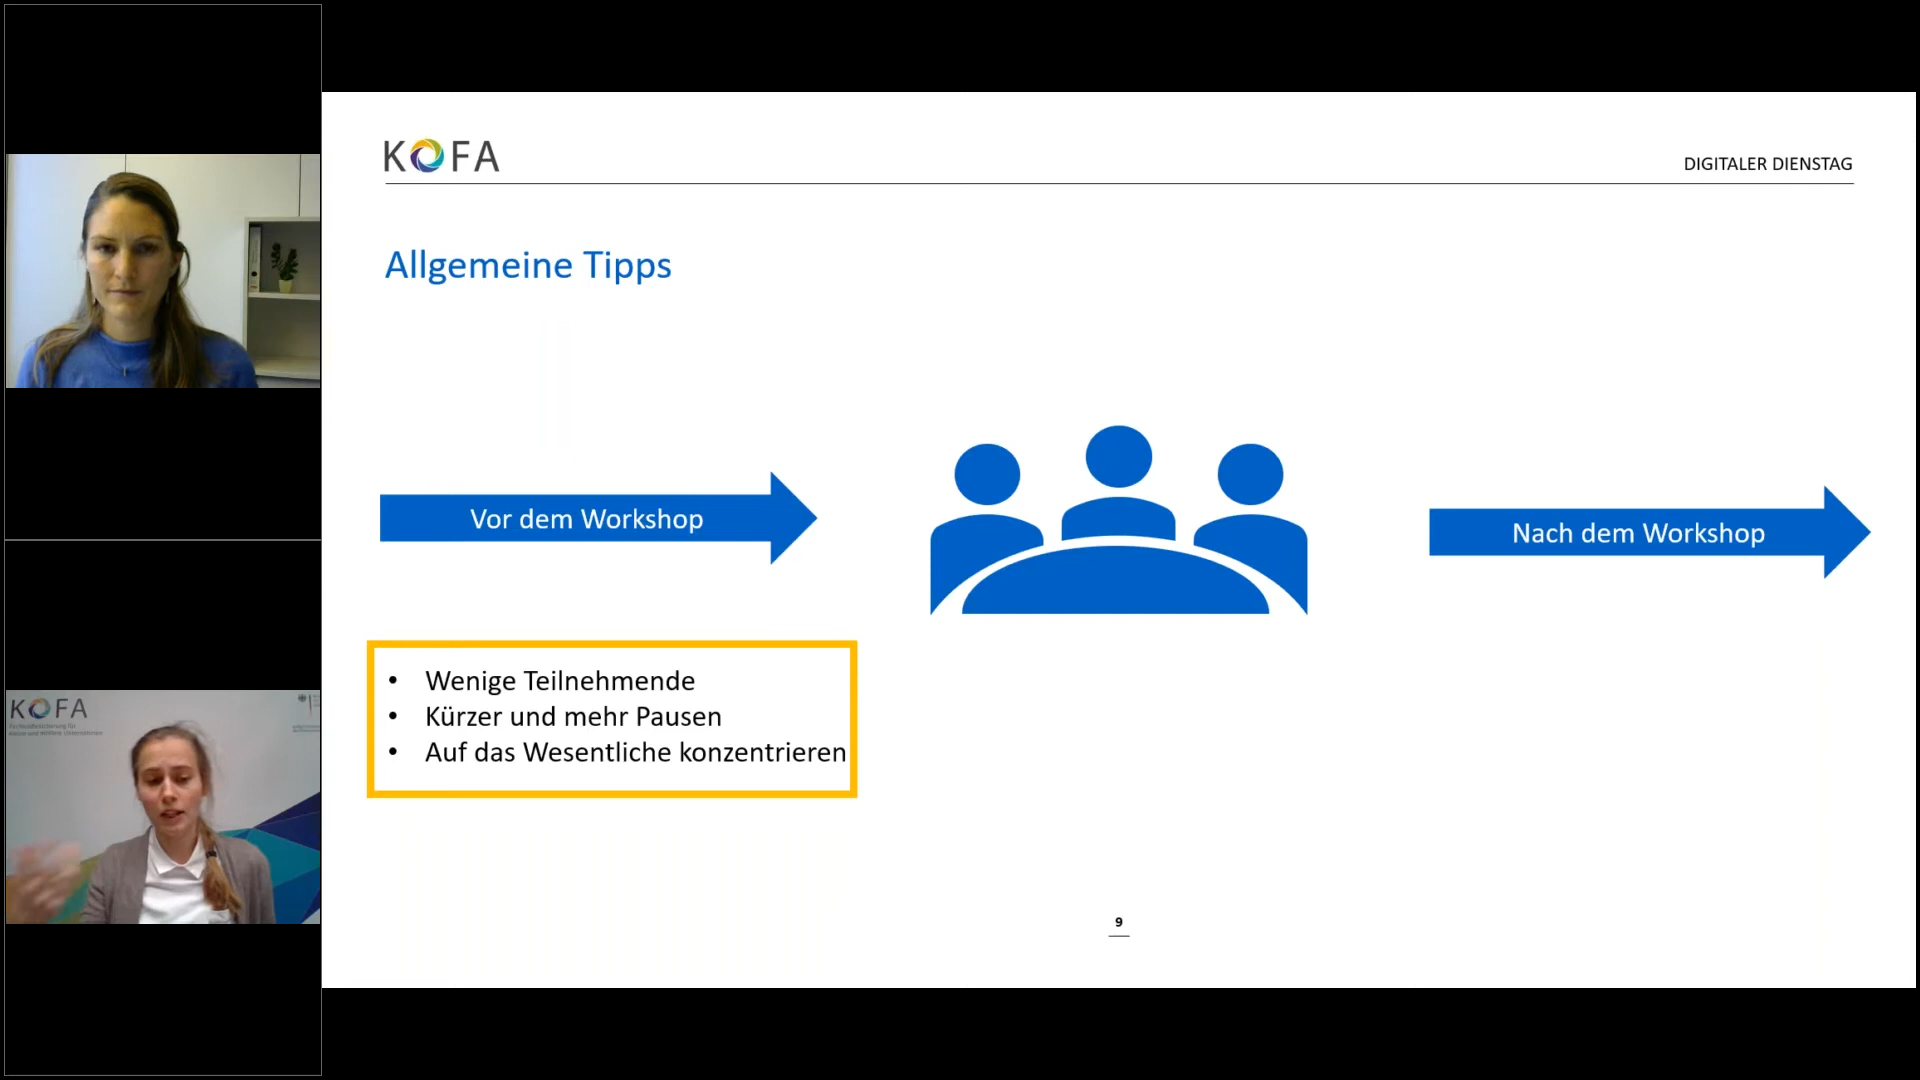 KOFA
DIGITALER DIENSTAG
Allgemeine Tipps
Vor dem Workshop
Nach dem Workshop
• Wenige Teilnehmende
• Kürzer und mehr Pausen
• Auf das Wesentliche konzentrieren
9
KOFA